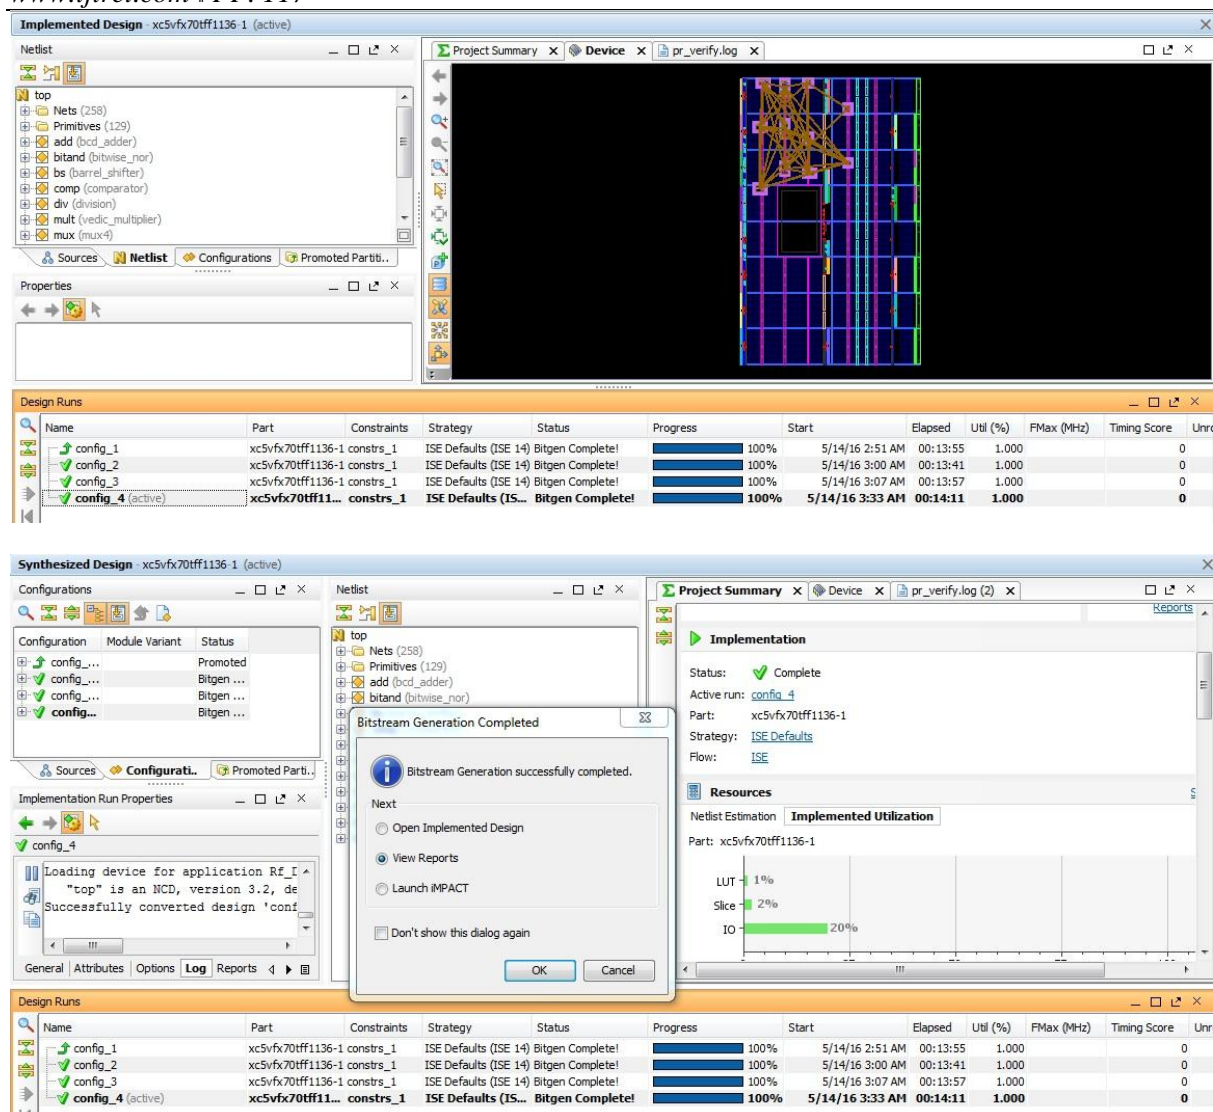 Implemented Design - xc5vfx70tff1136-1 (active)
Netlist
Project Summary Device pr_verify.log
top
Nets (258)
Primitives (129)
add (bcd_adder)
bitand (bitwise_nor)
bs (barrel_shifter)
comp (comparator)
div (division)
mult (vedic_multiplier)
mux (mux4)
Sources Netlist Configurations Promoted Partiti..
Properties
Design Runs
Name Part Constraints Strategy Status Progress Start Elapsed Util (%) FMax (MHz) Timing Score Unro
config_1 xc5vfx70tff1136-1 constrs_1 ISE Defaults (ISE 14) Bitgen Complete! 100% 5/14/16 2:51 AM 00:13:55 1.000 0
config_2 xc5vfx70tff1136-1 constrs_1 ISE Defaults (ISE 14) Bitgen Complete! 100% 5/14/16 3:00 AM 00:13:41 1.000 0
config_3 xc5vfx70tff1136-1 constrs_1 ISE Defaults (ISE 14) Bitgen Complete! 100% 5/14/16 3:07 AM 00:13:57 1.000 0
config_4 (active) xc5vfx70tff11... constrs_1 ISE Defaults (IS... Bitgen Complete! 100% 5/14/16 3:33 AM 00:14:11 1.000 0
Synthesized Design - xc5vfx70tff1136-1 (active)
Configurations
Configuration Module Variant Status
config_... Promoted
config_... Bitgen ...
config_... Bitgen ...
config... Bitgen ...
Sources Configurati.. Promoted Parti..
Implementation Run Properties
config_4
Loading device for application Rf_D
"top" is an NCD, version 3.2, de
Successfully converted design 'conf
General Attributes Options Log Reports
Netlist
top
Nets (258)
Primitives (129)
add (bcd_adder)
bitand (bitwise_nor)
Bitstream Generation Completed
Bitstream Generation successfully completed.
Next
Open Implemented Design
View Reports
Launch iMPACT
Don't show this dialog again
OK Cancel
Project Summary Device pr_verify.log (2)
Reports
Implementation
Status: Complete
Active run: config_4
Part: xc5vfx70tff1136-1
Strategy: ISE Defaults
Flow: ISE
Resources
Netlist Estimation Implemented Utilization
Part: xc5vfx70tff1136-1
LUT 1%
Slice 2%
IO 20%
Design Runs
Name Part Constraints Strategy Status Progress Start Elapsed Util (%) FMax (MHz) Timing Score Unr
config_1 xc5vfx70tff1136-1 constrs_1 ISE Defaults (ISE 14) Bitgen Complete! 100% 5/14/16 2:51 AM 00:13:55 1.000 0
config_2 xc5vfx70tff1136-1 constrs_1 ISE Defaults (ISE 14) Bitgen Complete! 100% 5/14/16 3:00 AM 00:13:41 1.000 0
config_3 xc5vfx70tff1136-1 constrs_1 ISE Defaults (ISE 14) Bitgen Complete! 100% 5/14/16 3:07 AM 00:13:57 1.000 0
config_4 (active) xc5vfx70tff11... constrs_1 ISE Defaults (IS... Bitgen Complete! 100% 5/14/16 3:33 AM 00:14:11 1.000 0